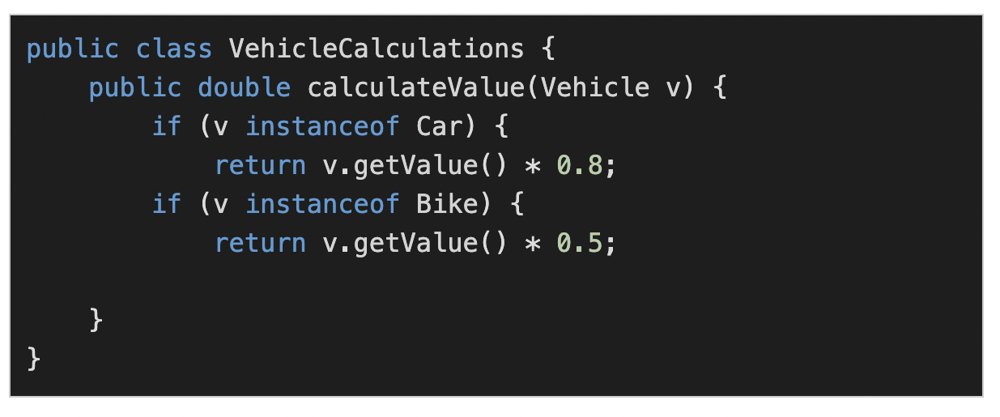 public class VehicleCalculations {
    public double calculateValue(Vehicle v) {
        if (v instanceof Car) {
            return v.getValue() * 0.8;
        if (v instanceof Bike) {
            return v.getValue() * 0.5;

    }
}